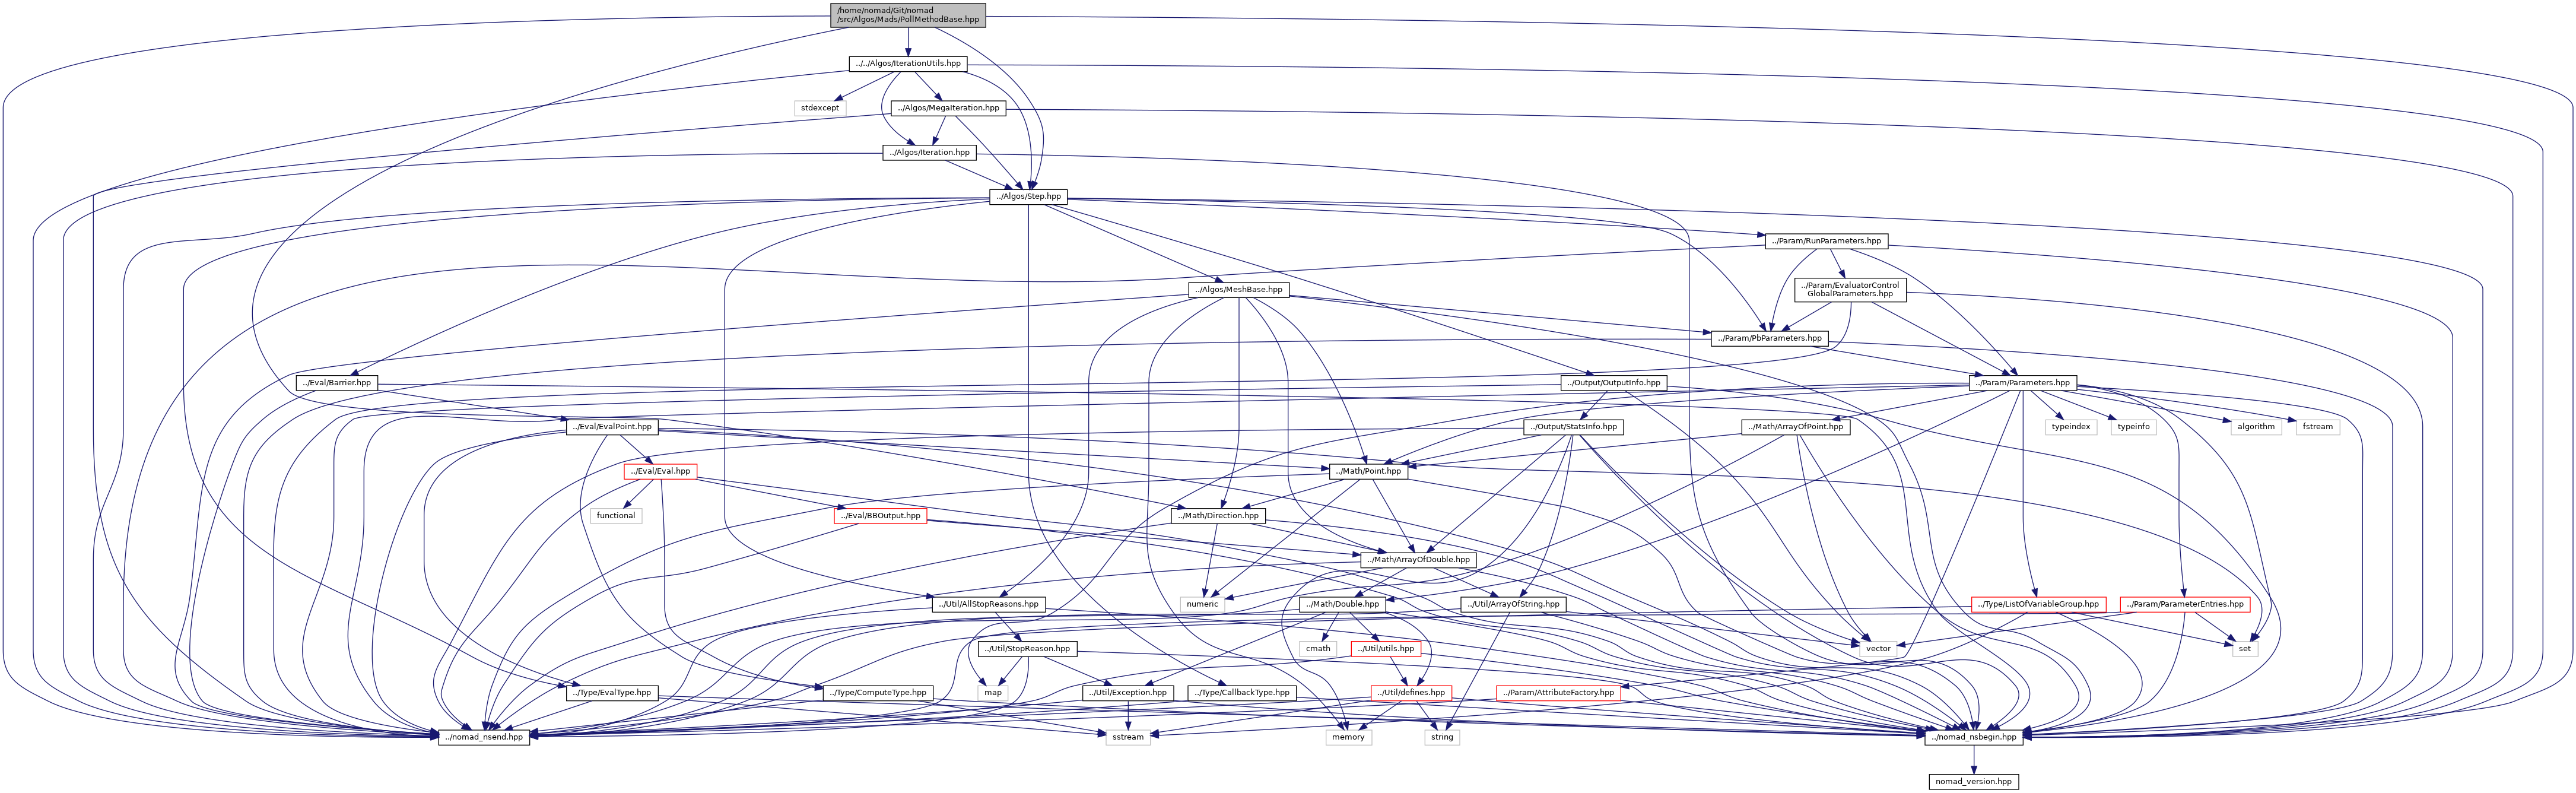 /home/nomad/Git/nomad
/src/Algos/Mads/PollMethodBase.hpp
../../Algos/IterationUtils.hpp
stdexcept
../Algos/MegaIteration.hpp
../Algos/Iteration.hpp
../Algos/Step.hpp
../Param/RunParameters.hpp
../Algos/MeshBase.hpp
../Param/EvaluatorControl
GlobalParameters.hpp
../Param/PbParameters.hpp
../Eval/Barrier.hpp
../Output/OutputInfo.hpp
../Param/Parameters.hpp
../Eval/EvalPoint.hpp
../Output/StatsInfo.hpp
../Math/ArrayOfPoint.hpp
typeindex
typeinfo
algorithm
fstream
../Eval/Eval.hpp
../Math/Point.hpp
functional
../Eval/BBOutput.hpp
../Math/Direction.hpp
../Math/ArrayOfDouble.hpp
../Util/AllStopReasons.hpp
numeric
../Math/Double.hpp
../Util/ArrayOfString.hpp
../Type/ListOfVariableGroup.hpp
../Param/ParameterEntries.hpp
../Util/StopReason.hpp
cmath
../Util/utils.hpp
vector
set
../Type/EvalType.hpp
../Type/ComputeType.hpp
map
../Util/Exception.hpp
../Type/CallbackType.hpp
../Util/defines.hpp
../Param/AttributeFactory.hpp
../nomad_nsend.hpp
sstream
memory
string
../nomad_nsbegin.hpp
nomad_version.hpp